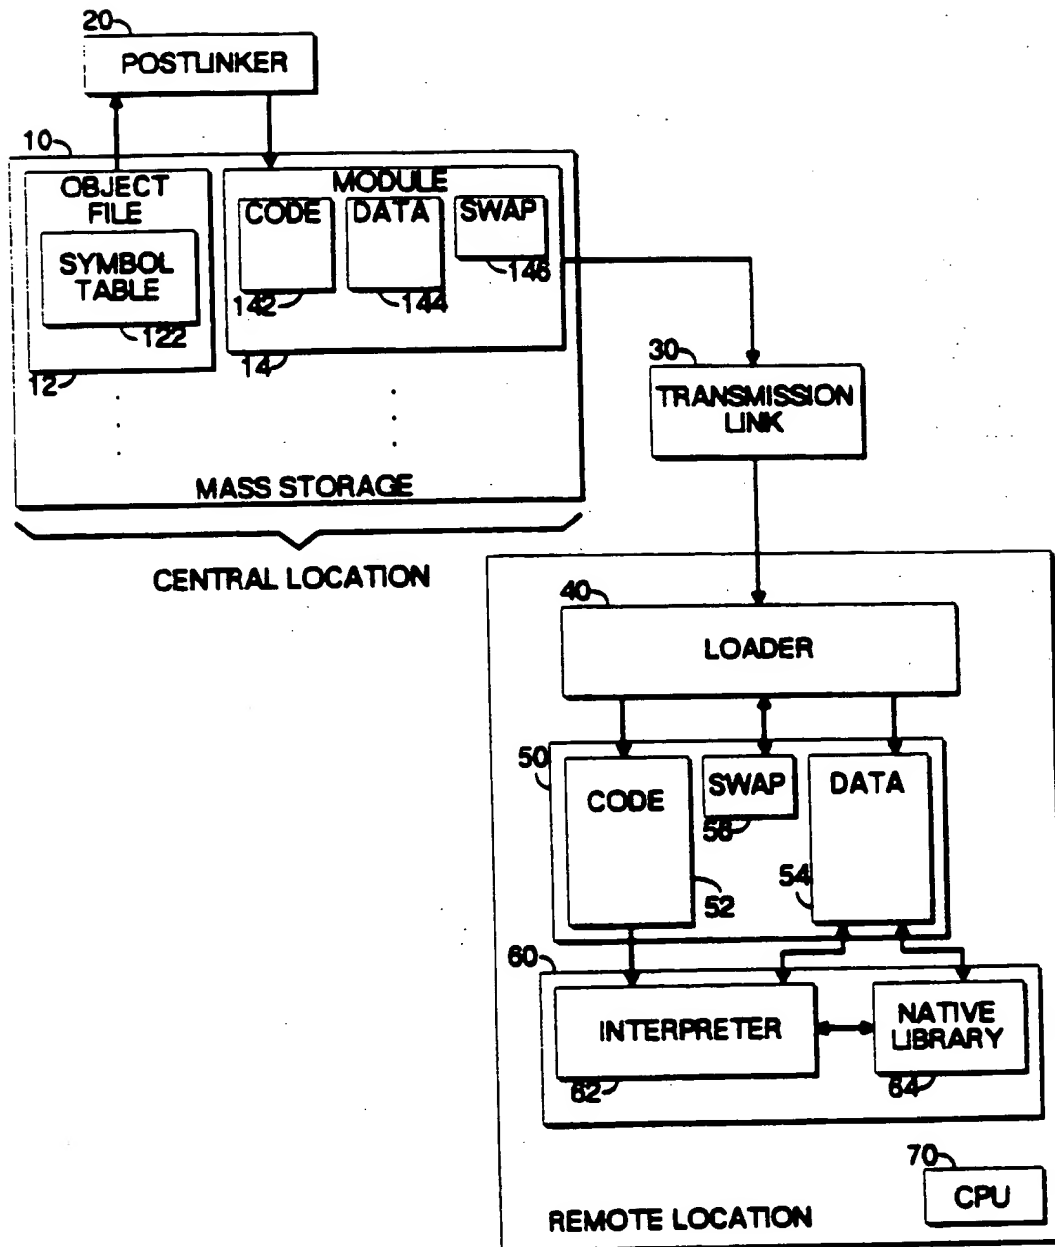 20
POSTLINKER
10
OBJECT
FILE
MODULE
CODE
DATA
SWAP
SYMBOL
TABLE
142
144
146
122
12
14
30
TRANSMISSION
LINK
MASS STORAGE
CENTRAL LOCATION
40
LOADER
50
CODE
SWAP
DATA
56
52
54
60
INTERPRETER
NATIVE
LIBRARY
62
64
70
CPU
REMOTE LOCATION